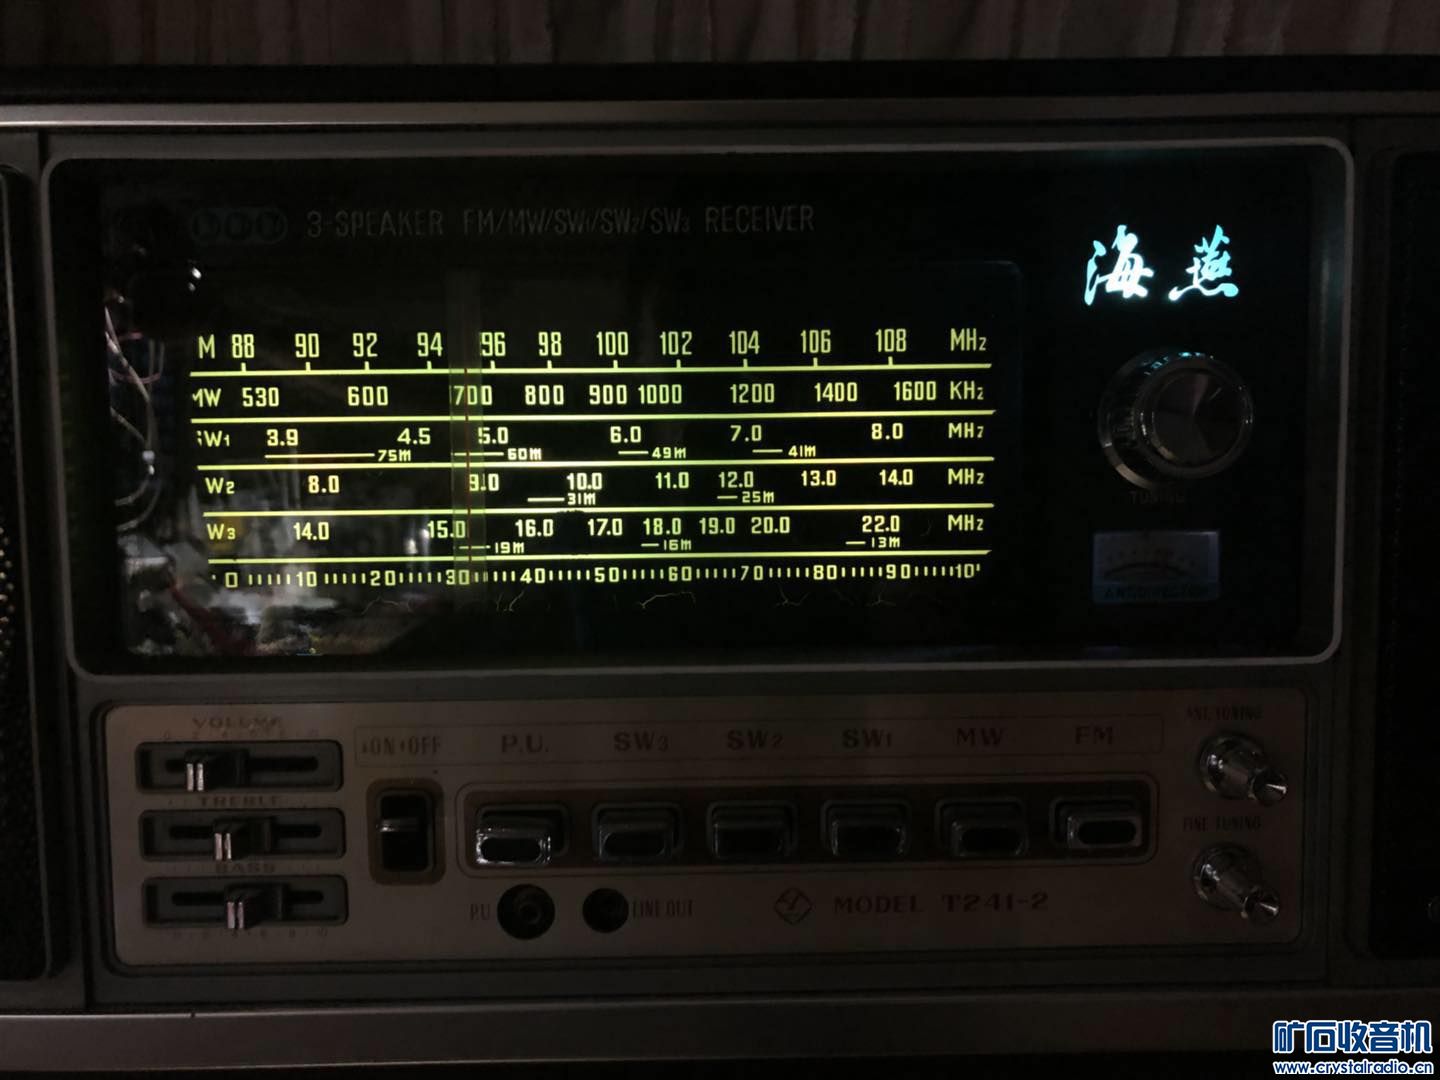 3-SPEAKER FM/MW/SW1/SW2/SW3 RECEIVER
海燕
M 88 90 92 94 96 98 100 102 104 106 108 MHz
MW 530 600 700 800 900 1000 1200 1400 1600 KHz
SW1 3.9 4.5 5.0 6.0 7.0 8.0 MHz
75m 60m 49m 41m
W2 8.0 9.0 10.0 11.0 12.0 13.0 14.0 MHz
31m 25m
W3 14.0 15.0 16.0 17.0 18.0 19.0 20.0 22.0 MHz
19m 16m 13m
0 10 20 30 40 50 60 70 80 90 10
TUNING
VOLUME
TREBLE
BASS
ON OFF P.U. SW3 SW2 SW1 MW FM
ANT. TUNING
FINE TUNING
P.U. LINE OUT MODEL T241-2
矿石收音机
www.crystalradio.cn